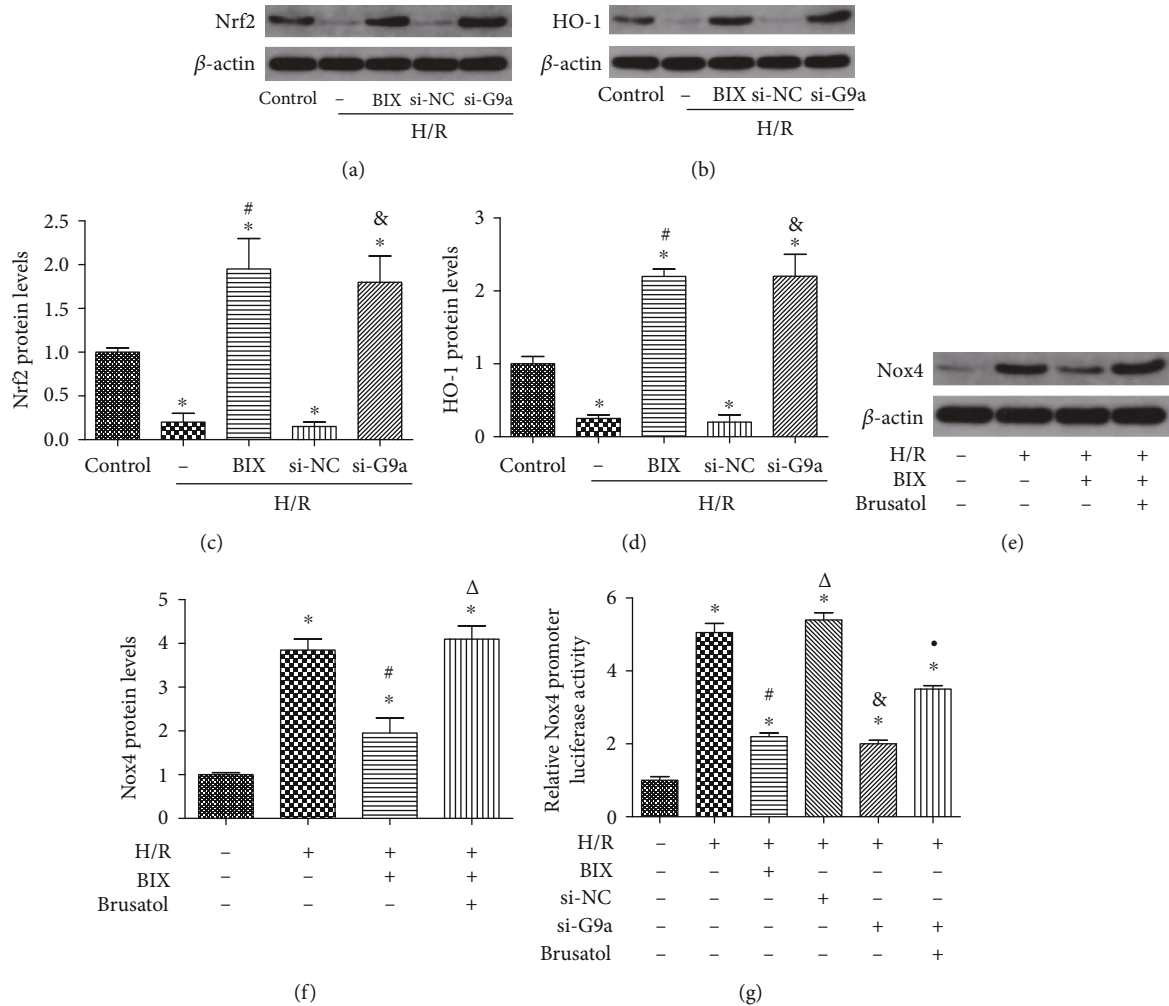 Nrf2
β-actin
Control – BIX si-NC si-G9a
H/R
(a)
HO-1
β-actin
Control – BIX si-NC si-G9a
H/R
(b)
Nrf2 protein levels
2.5
2.0
1.5
1.0
0.5
0.0
* # * * & *
Control – BIX si-NC si-G9a
H/R
(c)
HO-1 protein levels
3
2
1
0
* # * * & *
Control – BIX si-NC si-G9a
H/R
(d)
Nox4
β-actin
H/R – + + +
BIX – – + +
Brusatol – – – +
(e)
Nox4 protein levels
5
4
3
2
1
0
* # * Δ *
H/R – + + +
BIX – – + +
Brusatol – – – +
(f)
Relative Nox4 promoter
luciferase activity
6
4
2
0
* # * Δ * & * • *
H/R – + + + + +
BIX – – + – – –
si-NC – – – + – –
si-G9a – – – – + +
Brusatol – – – – – +
(g)